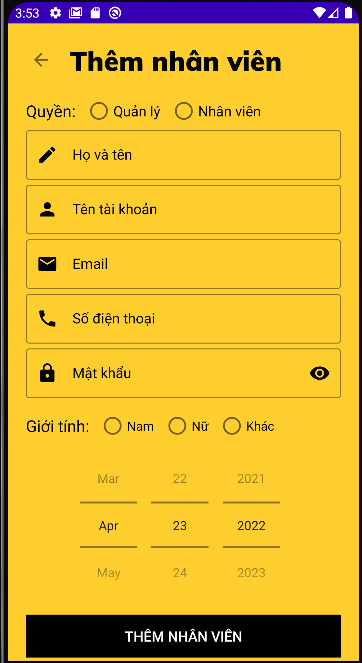 3:53
Thêm nhân viên
Quyền: Quản lý Nhân viên
Họ và tên
Tên tài khoản
Email
Số điện thoại
Mật khẩu
Giới tính: Nam Nữ Khác
Mar 22 2021
Apr 23 2022
May 24 2023
THÊM NHÂN VIÊN